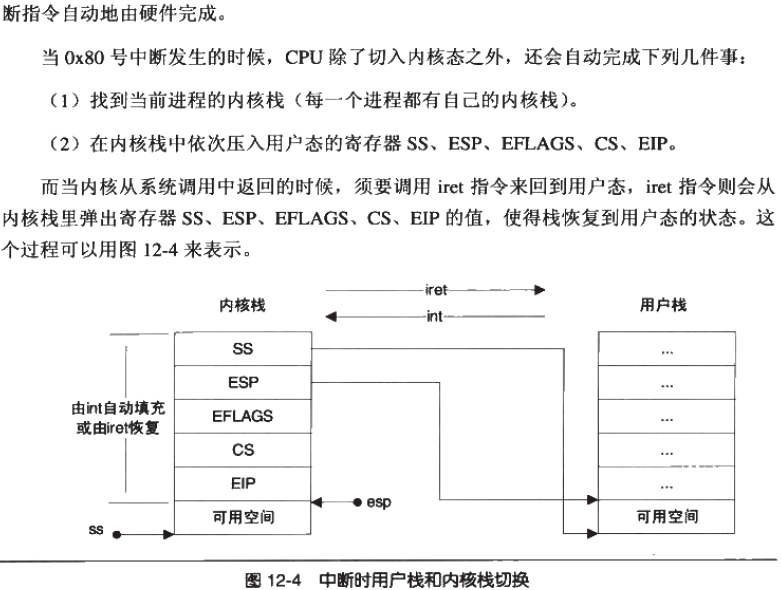 断指令自动地由硬件完成。
当 0x80 号中断发生的时候，CPU 除了切入内核态之外，还会自动完成下列几件事：
（1）找到当前进程的内核栈（每一个进程都有自己的内核栈）。
（2）在内核栈中依次压入用户态的寄存器 SS、ESP、EFLAGS、CS、EIP。
而当内核从系统调用中返回的时候，须要调用 iret 指令来回到用户态，iret 指令则会从
内核栈里弹出寄存器 SS、ESP、EFLAGS、CS、EIP 的值，使得栈恢复到用户态的状态。这
个过程可以用图 12-4 来表示。
iret
内核栈
用户栈
int
SS
...
ESP
...
由int自动填充
或由iret恢复
EFLAGS
...
CS
...
EIP
...
esp
可用空间
可用空间
ss
图 12-4 中断时用户栈和内核栈切换